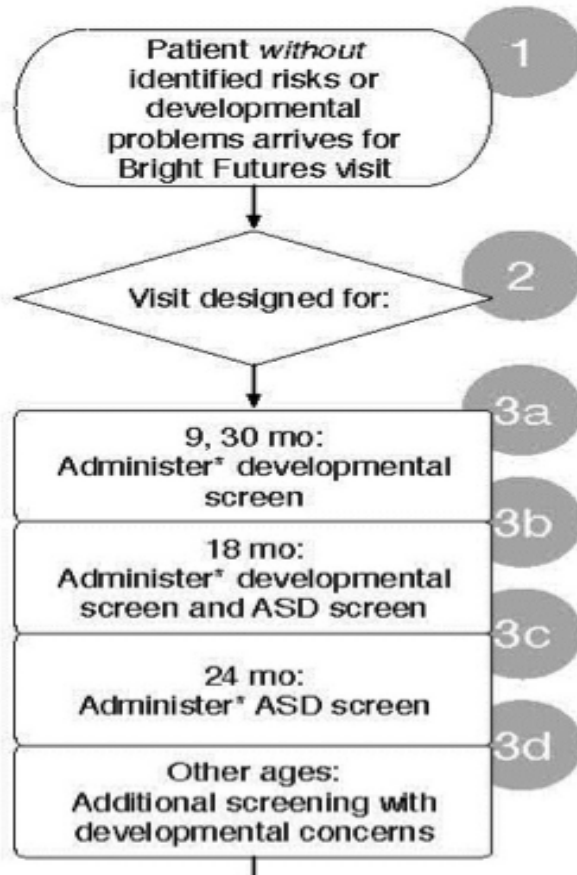 1
Patient without
identified risks or
developmental
problems arrives for
Bright Futures visit
2
Visit designed for:
3a
9, 30 mo:
Administer* developmental
screen
3b
18 mo:
Administer* developmental
screen and ASD screen
3c
24 mo:
Administer* ASD screen
3d
Other ages:
Additional screening with
developmental concerns